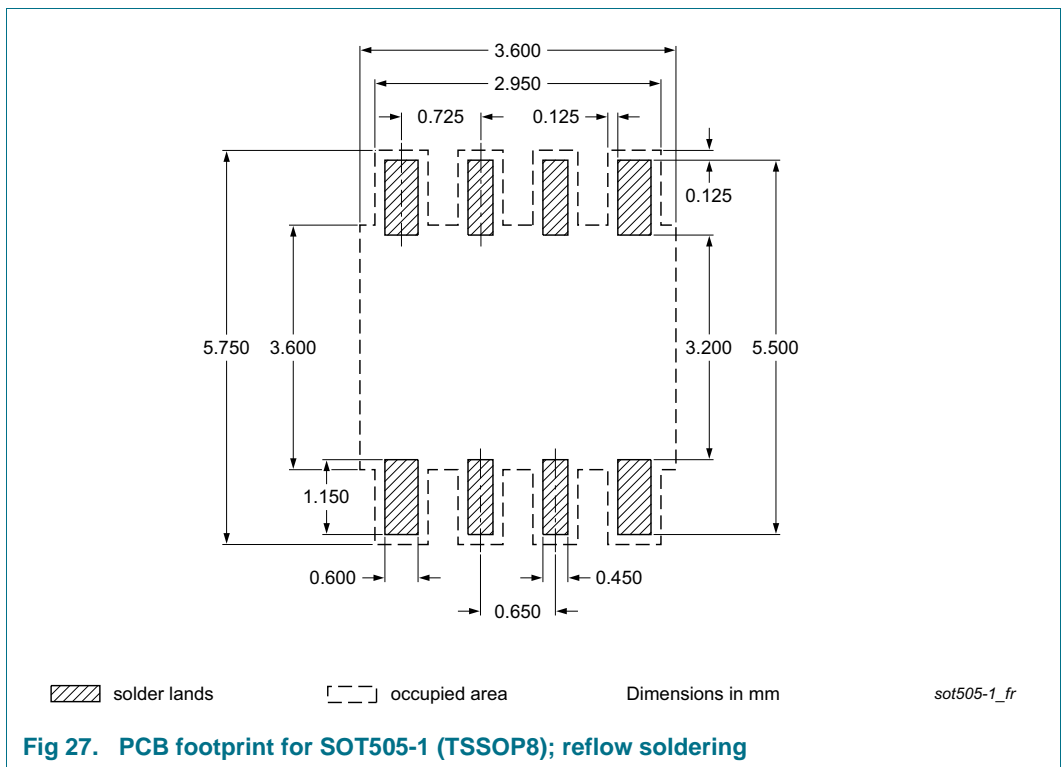 3.600
2.950
0.725
0.125
0.125
5.750
3.600
3.200
5.500
1.150
0.600
0.450
0.650
solder lands
occupied area
Dimensions in mm
sot505-1_fr
Fig 27. PCB footprint for SOT505-1 (TSSOP8); reflow soldering